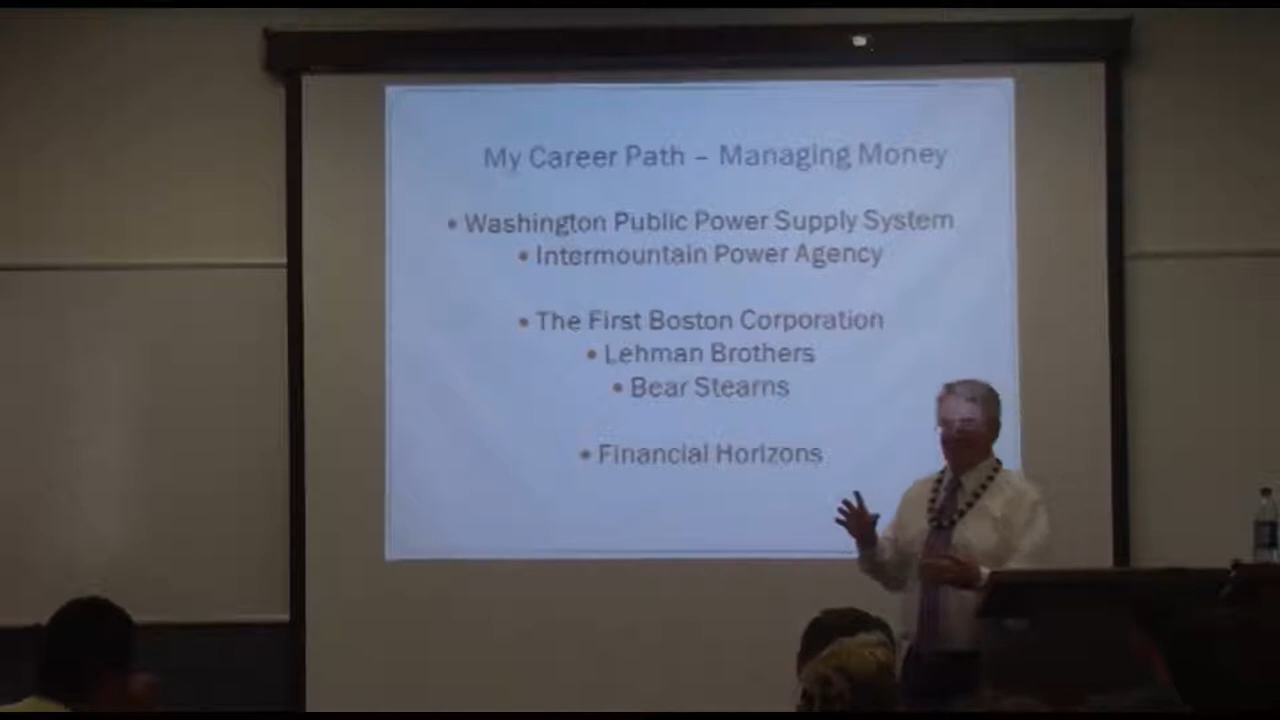 My Career Path – Managing Money
• Washington Public Power Supply System
• Intermountain Power Agency
• The First Boston Corporation
• Lehman Brothers
• Bear Stearns
• Financial Horizons